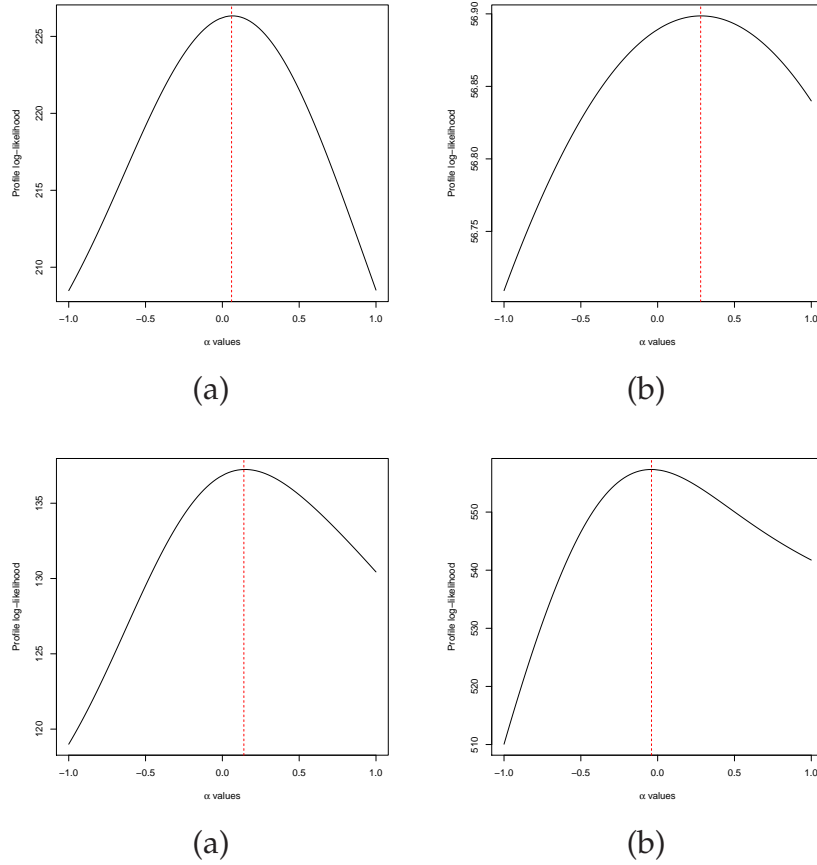 Profile log−likelihood
225
220
215
210
−1.0 −0.5 0.0 0.5 1.0
α values
(a)
Profile log−likelihood
56.90
56.85
56.80
56.75
−1.0 −0.5 0.0 0.5 1.0
α values
(b)
Profile log−likelihood
135
130
125
120
−1.0 −0.5 0.0 0.5 1.0
α values
(a)
Profile log−likelihood
550
540
530
520
510
−1.0 −0.5 0.0 0.5 1.0
α values
(b)